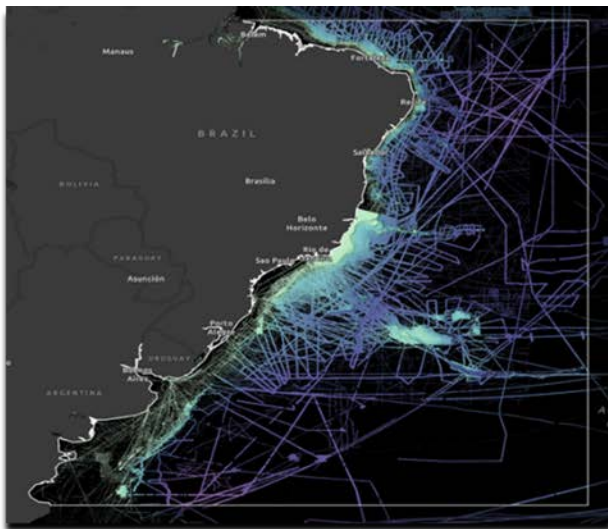 Manaus
Belém
Fortaleza
Recife
BRAZIL
Salvador
BOLIVIA
Brasília
Belo
Horizonte
Rio de
Sao Paulo
PARAGUAY
Asunción
Porto
Alegre
URUGUAY
Buenos
Aires
ARGENTINA